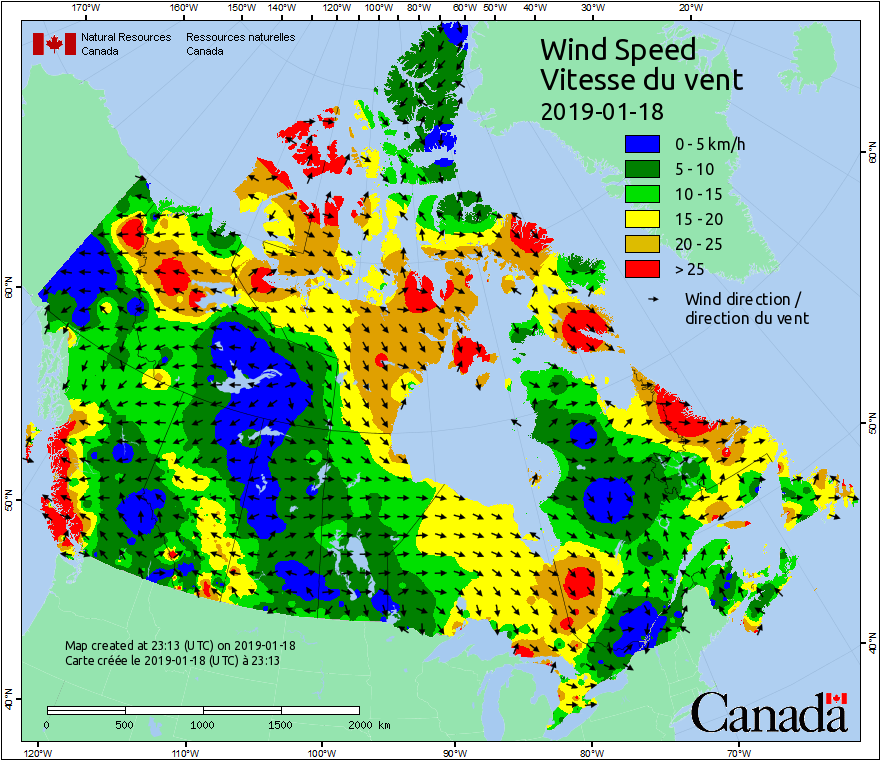 170°W 160°W 150°W 140°W 120°W 100°W 80°W 60°W 50°W 40°W 30°W 20°W
Natural Resources Ressources naturelles
Canada Canada
Wind Speed
Vitesse du vent
2019-01-18
0 - 5 km/h
5 - 10
10 - 15
15 - 20
20 - 25
> 25
Wind direction /
direction du vent
60°N
60°N
50°N
50°N
40°N
40°N
Map created at 23:13 (UTC) on 2019-01-18
Carte créée le 2019-01-18 (UTC) à 23:13
0 500 1000 1500 2000 km
Canada
120°W 110°W 100°W 90°W 80°W 70°W